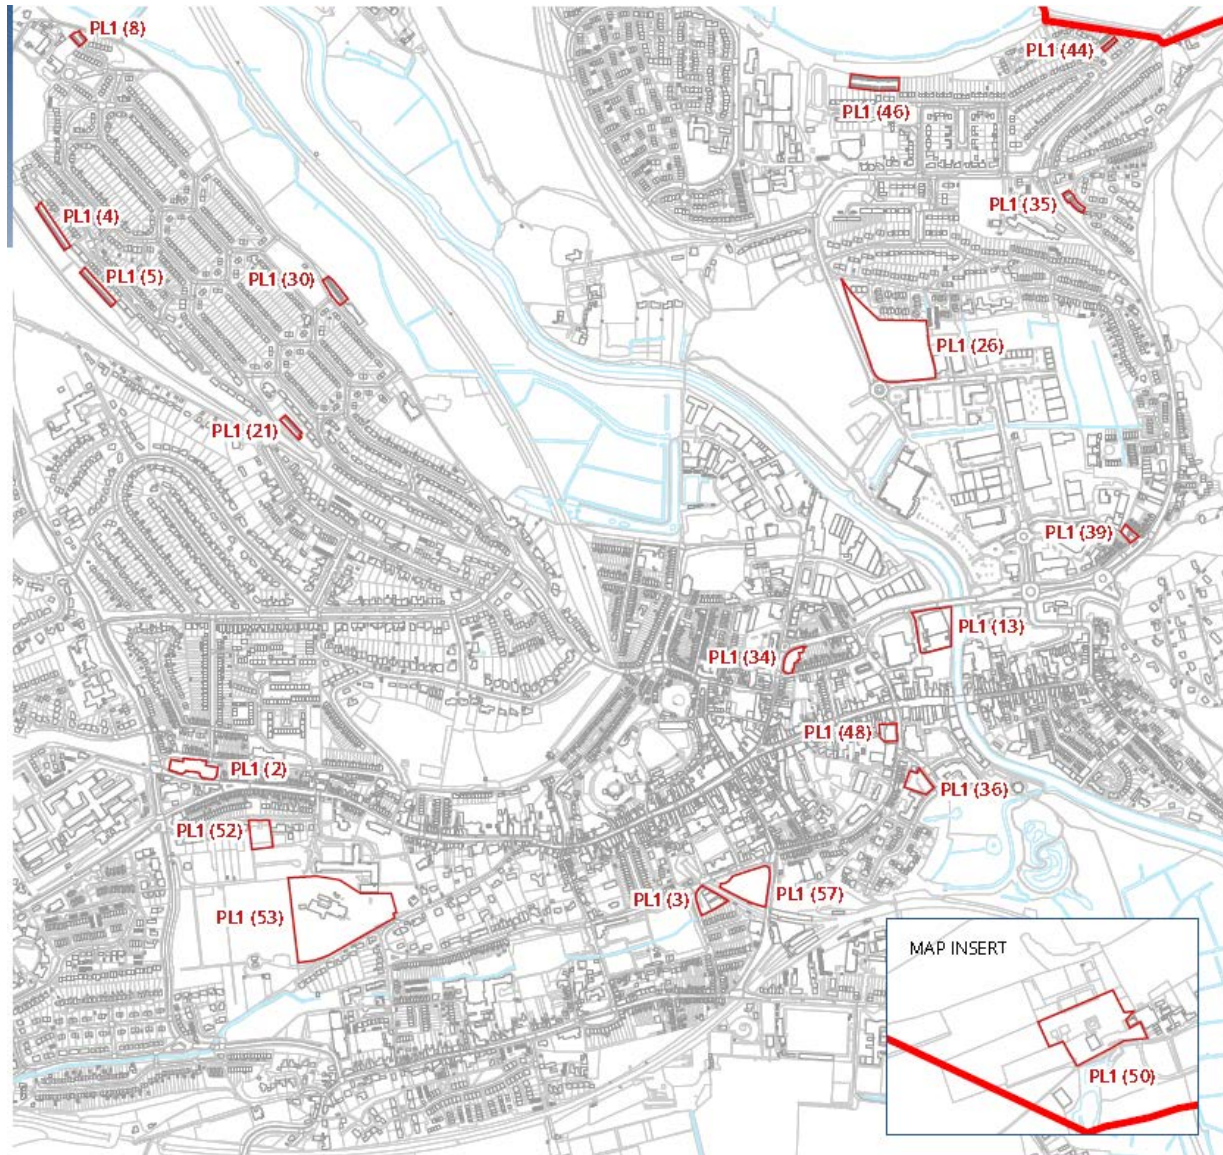 PL1 (8)
PL1 (44)
PL1 (46)
PL1 (35)
PL1 (4)
PL1 (5)
PL1 (30)
PL1 (26)
PL1 (21)
PL1 (39)
PL1 (13)
PL1 (34)
PL1 (48)
PL1 (2)
PL1 (36)
PL1 (52)
PL1 (3)
PL1 (57)
PL1 (53)
MAP INSERT
PL1 (50)